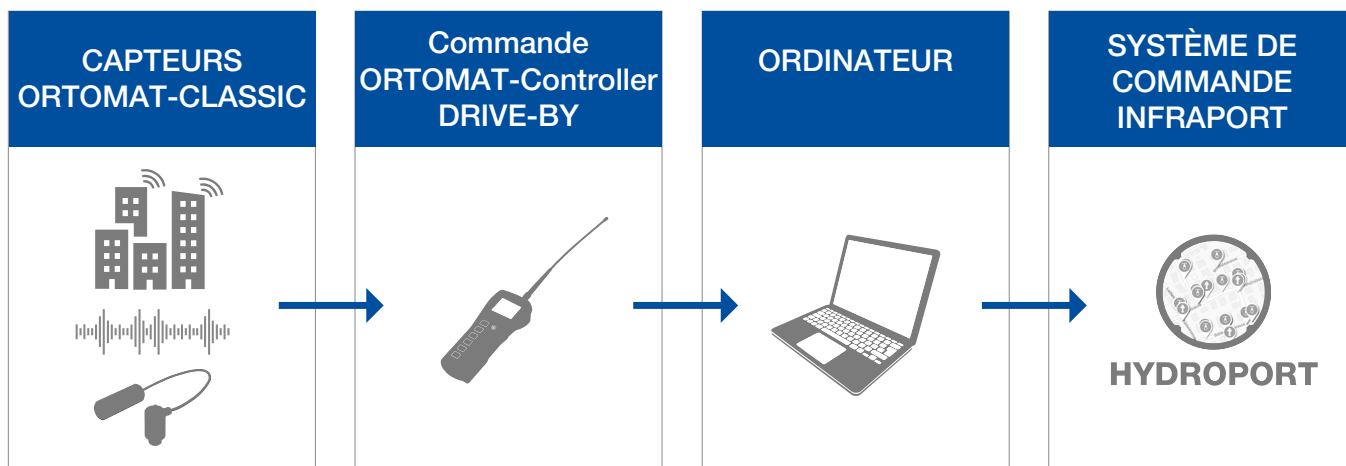 CAPTEURS
ORTOMAT-CLASSIC
Commande
ORTOMAT-Controller
DRIVE-BY
ORDINATEUR
SYSTÈME DE
COMMANDE
INFRAPORT
HYDROPORT